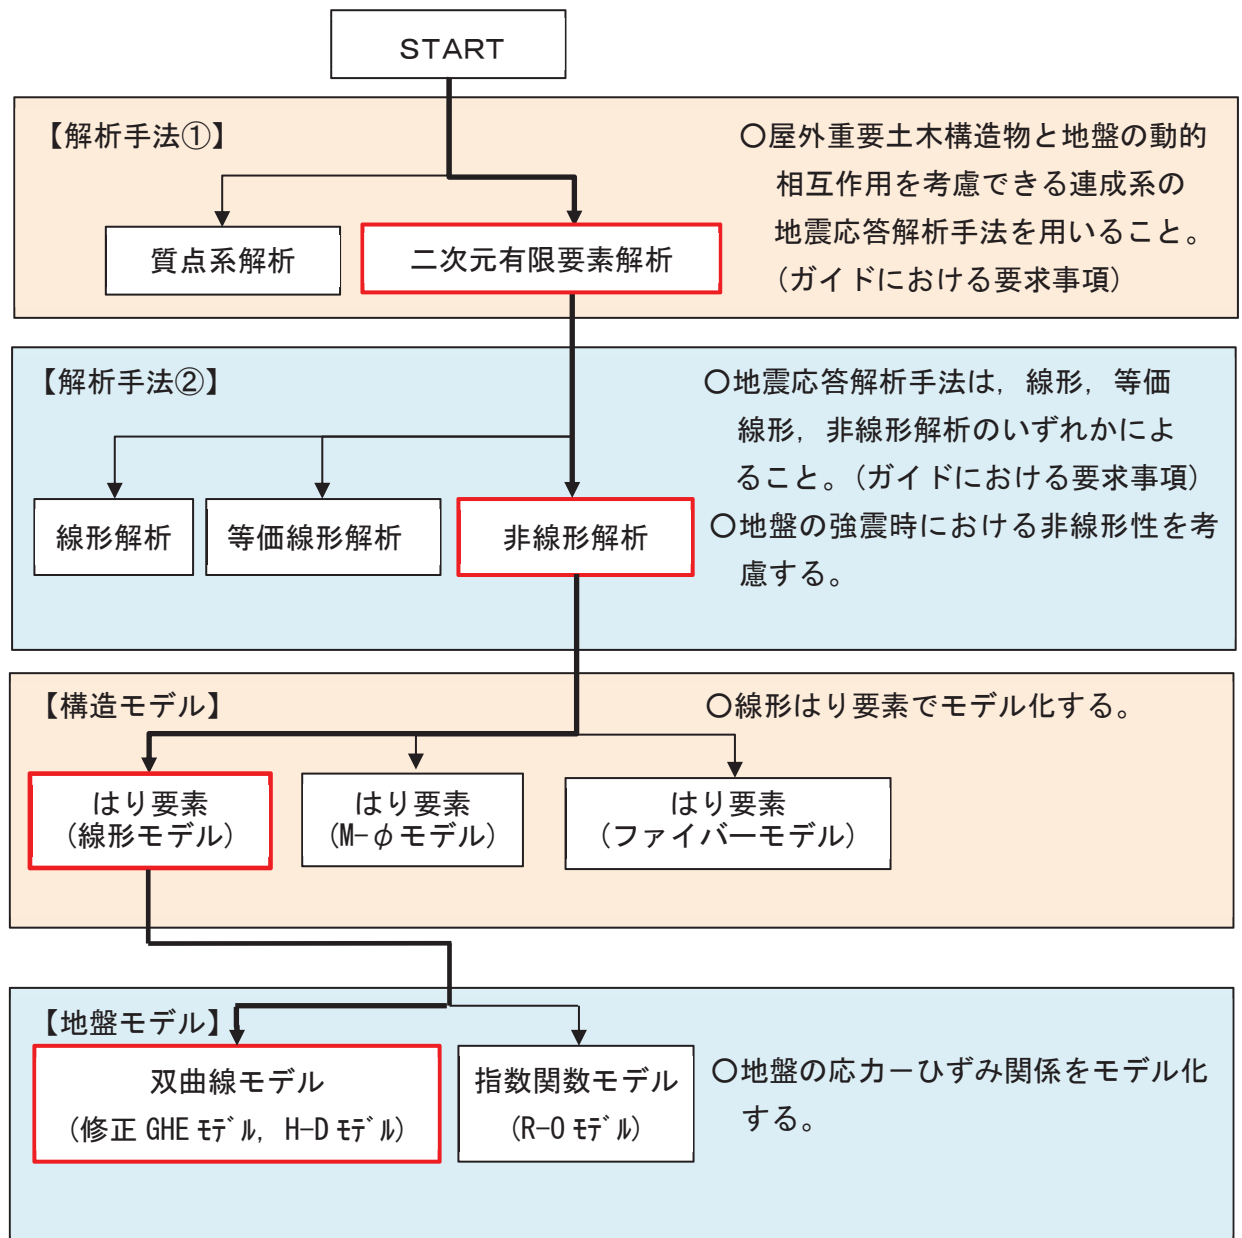 START
【解析手法①】
○屋外重要土木構造物と地盤の動的
相互作用を考慮できる連成系の
地震応答解析手法を用いること。
(ガイドにおける要求事項)
質点系解析
二次元有限要素解析
【解析手法②】
○地震応答解析手法は，線形，等価
線形，非線形解析のいずれかによ
ること。(ガイドにおける要求事項)
○地盤の強震時における非線形性を考
慮する。
線形解析
等価線形解析
非線形解析
【構造モデル】
○線形はり要素でモデル化する。
はり要素
(線形モデル)
はり要素
(M-φモデル)
はり要素
(ファイバーモデル)
【地盤モデル】
双曲線モデル
(修正 GHE ﾓﾃﾞﾙ，H-D ﾓﾃﾞﾙ)
指数関数モデル
(R-O ﾓﾃﾞﾙ)
○地盤の応力－ひずみ関係をモデル化
する。